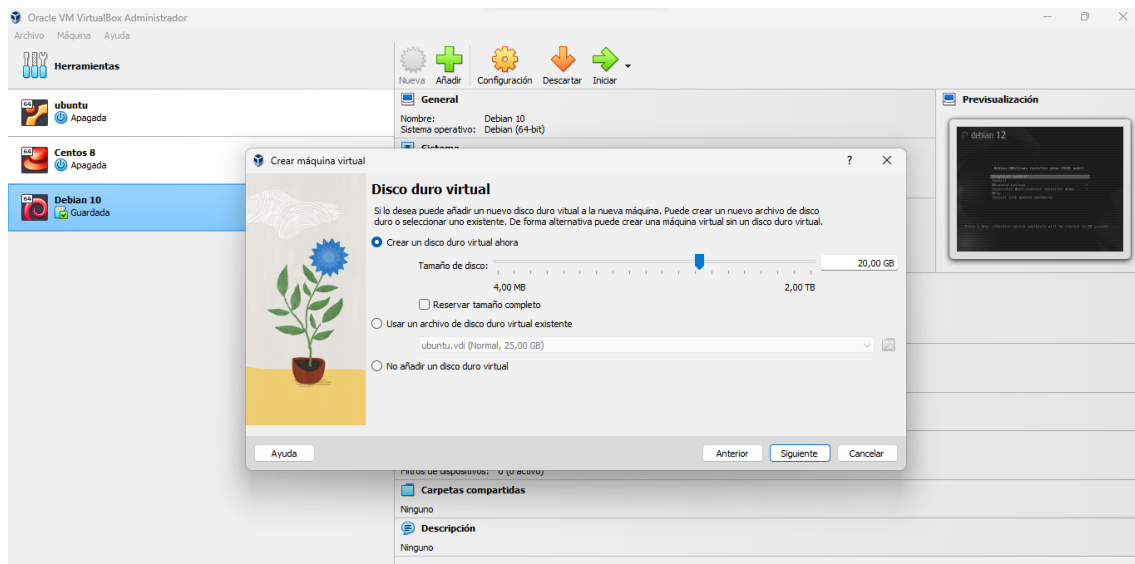 Oracle VM VirtualBox Administrador
Archivo Máquina Ayuda
Herramientas
Nueva Añadir Configuración Descartar Iniciar
64 ubuntu
Apagada
64 Centos 8
Apagada
64 Debian 10
Guardada
General
Nombre: Debian 10
Sistema operativo: Debian (64-bit)
Previsualización
debian 12
Crear máquina virtual ?
Disco duro virtual
Si lo desea puede añadir un nuevo disco duro vitual a la nueva máquina. Puede crear un nuevo archivo de disco
duro o seleccionar uno existente. De forma alternativa puede crear una máquina virtual sin un disco duro virtual.
Crear un disco duro virtual ahora
Tamaño de disco: 20,00 GB
4,00 MB 2,00 TB
Reservar tamaño completo
Usar un archivo de disco duro virtual existente
ubuntu.vdi (Normal, 25,00 GB)
No añadir un disco duro virtual
Ayuda Anterior Siguiente Cancelar
Filtros de dispositivos: 0 (0 activo)
Carpetas compartidas
Ninguno
Descripción
Ninguno